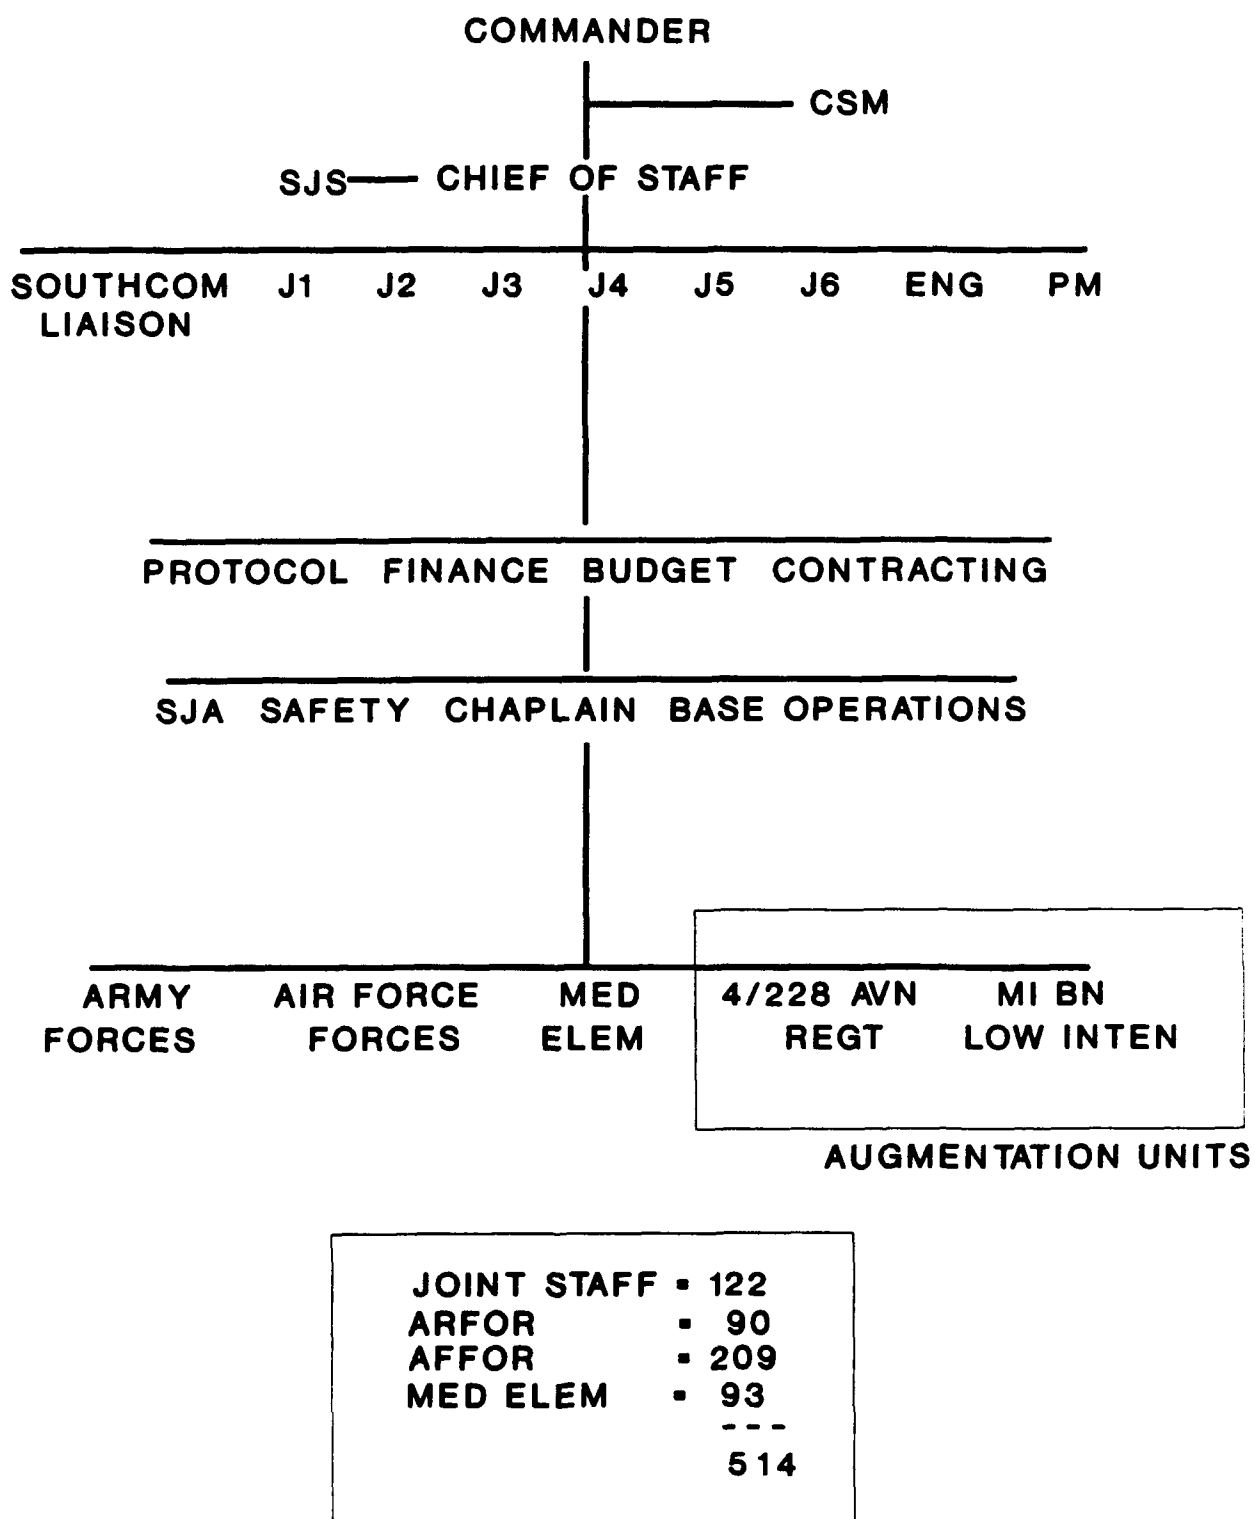 COMMANDER
CSM
SJS CHIEF OF STAFF
SOUTHCOM J1 J2 J3 J4 J5 J6 ENG PM
LIAISON
PROTOCOL FINANCE BUDGET CONTRACTING
SJA SAFETY CHAPLAIN BASE OPERATIONS
ARMY AIR FORCE MED 4/228 AVN MI BN
FORCES FORCES ELEM REGT LOW INTEN
AUGMENTATION UNITS
JOINT STAFF = 122
ARFOR = 90
AFFOR = 209
MED ELEM = 93
---
514